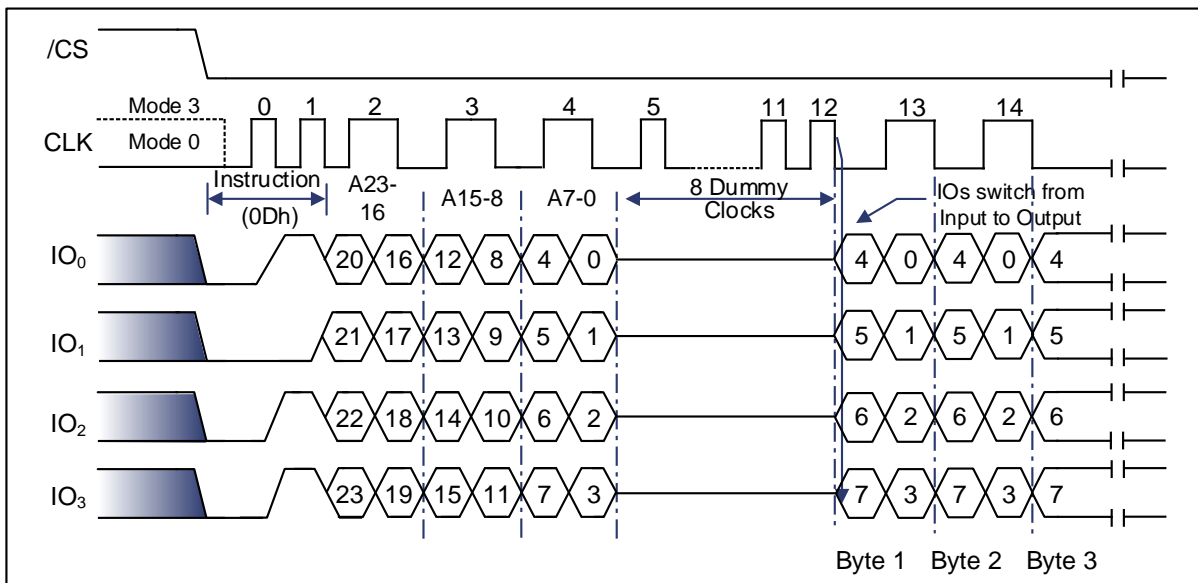 /CS
Mode 3 0 1 2 3 4 5 11 12 13 14
CLK Mode 0
Instruction A23- A15-8 A7-0 8 Dummy IOs switch from
(0Dh) 16 Clocks Input to Output
IO₀ 20 16 12 8 4 0 4 0 4 0 4
IO₁ 21 17 13 9 5 1 5 1 5 1 5
IO₂ 22 18 14 10 6 2 6 2 6 2 6
IO₃ 23 19 15 11 7 3 7 3 7 3 7
Byte 1 Byte 2 Byte 3